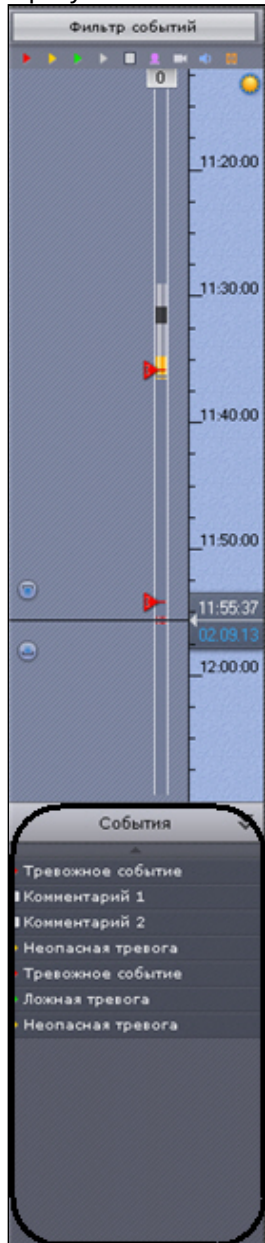 Фильтр событий
0
11:20:00
11:30:00
11:40:00
11:50:00
11:55:37
02.09.13
12:00:00
События
Тревожное событие
Комментарий 1
Комментарий 2
Неопасная тревога
Тревожное событие
Ложная тревога
Неопасная тревога